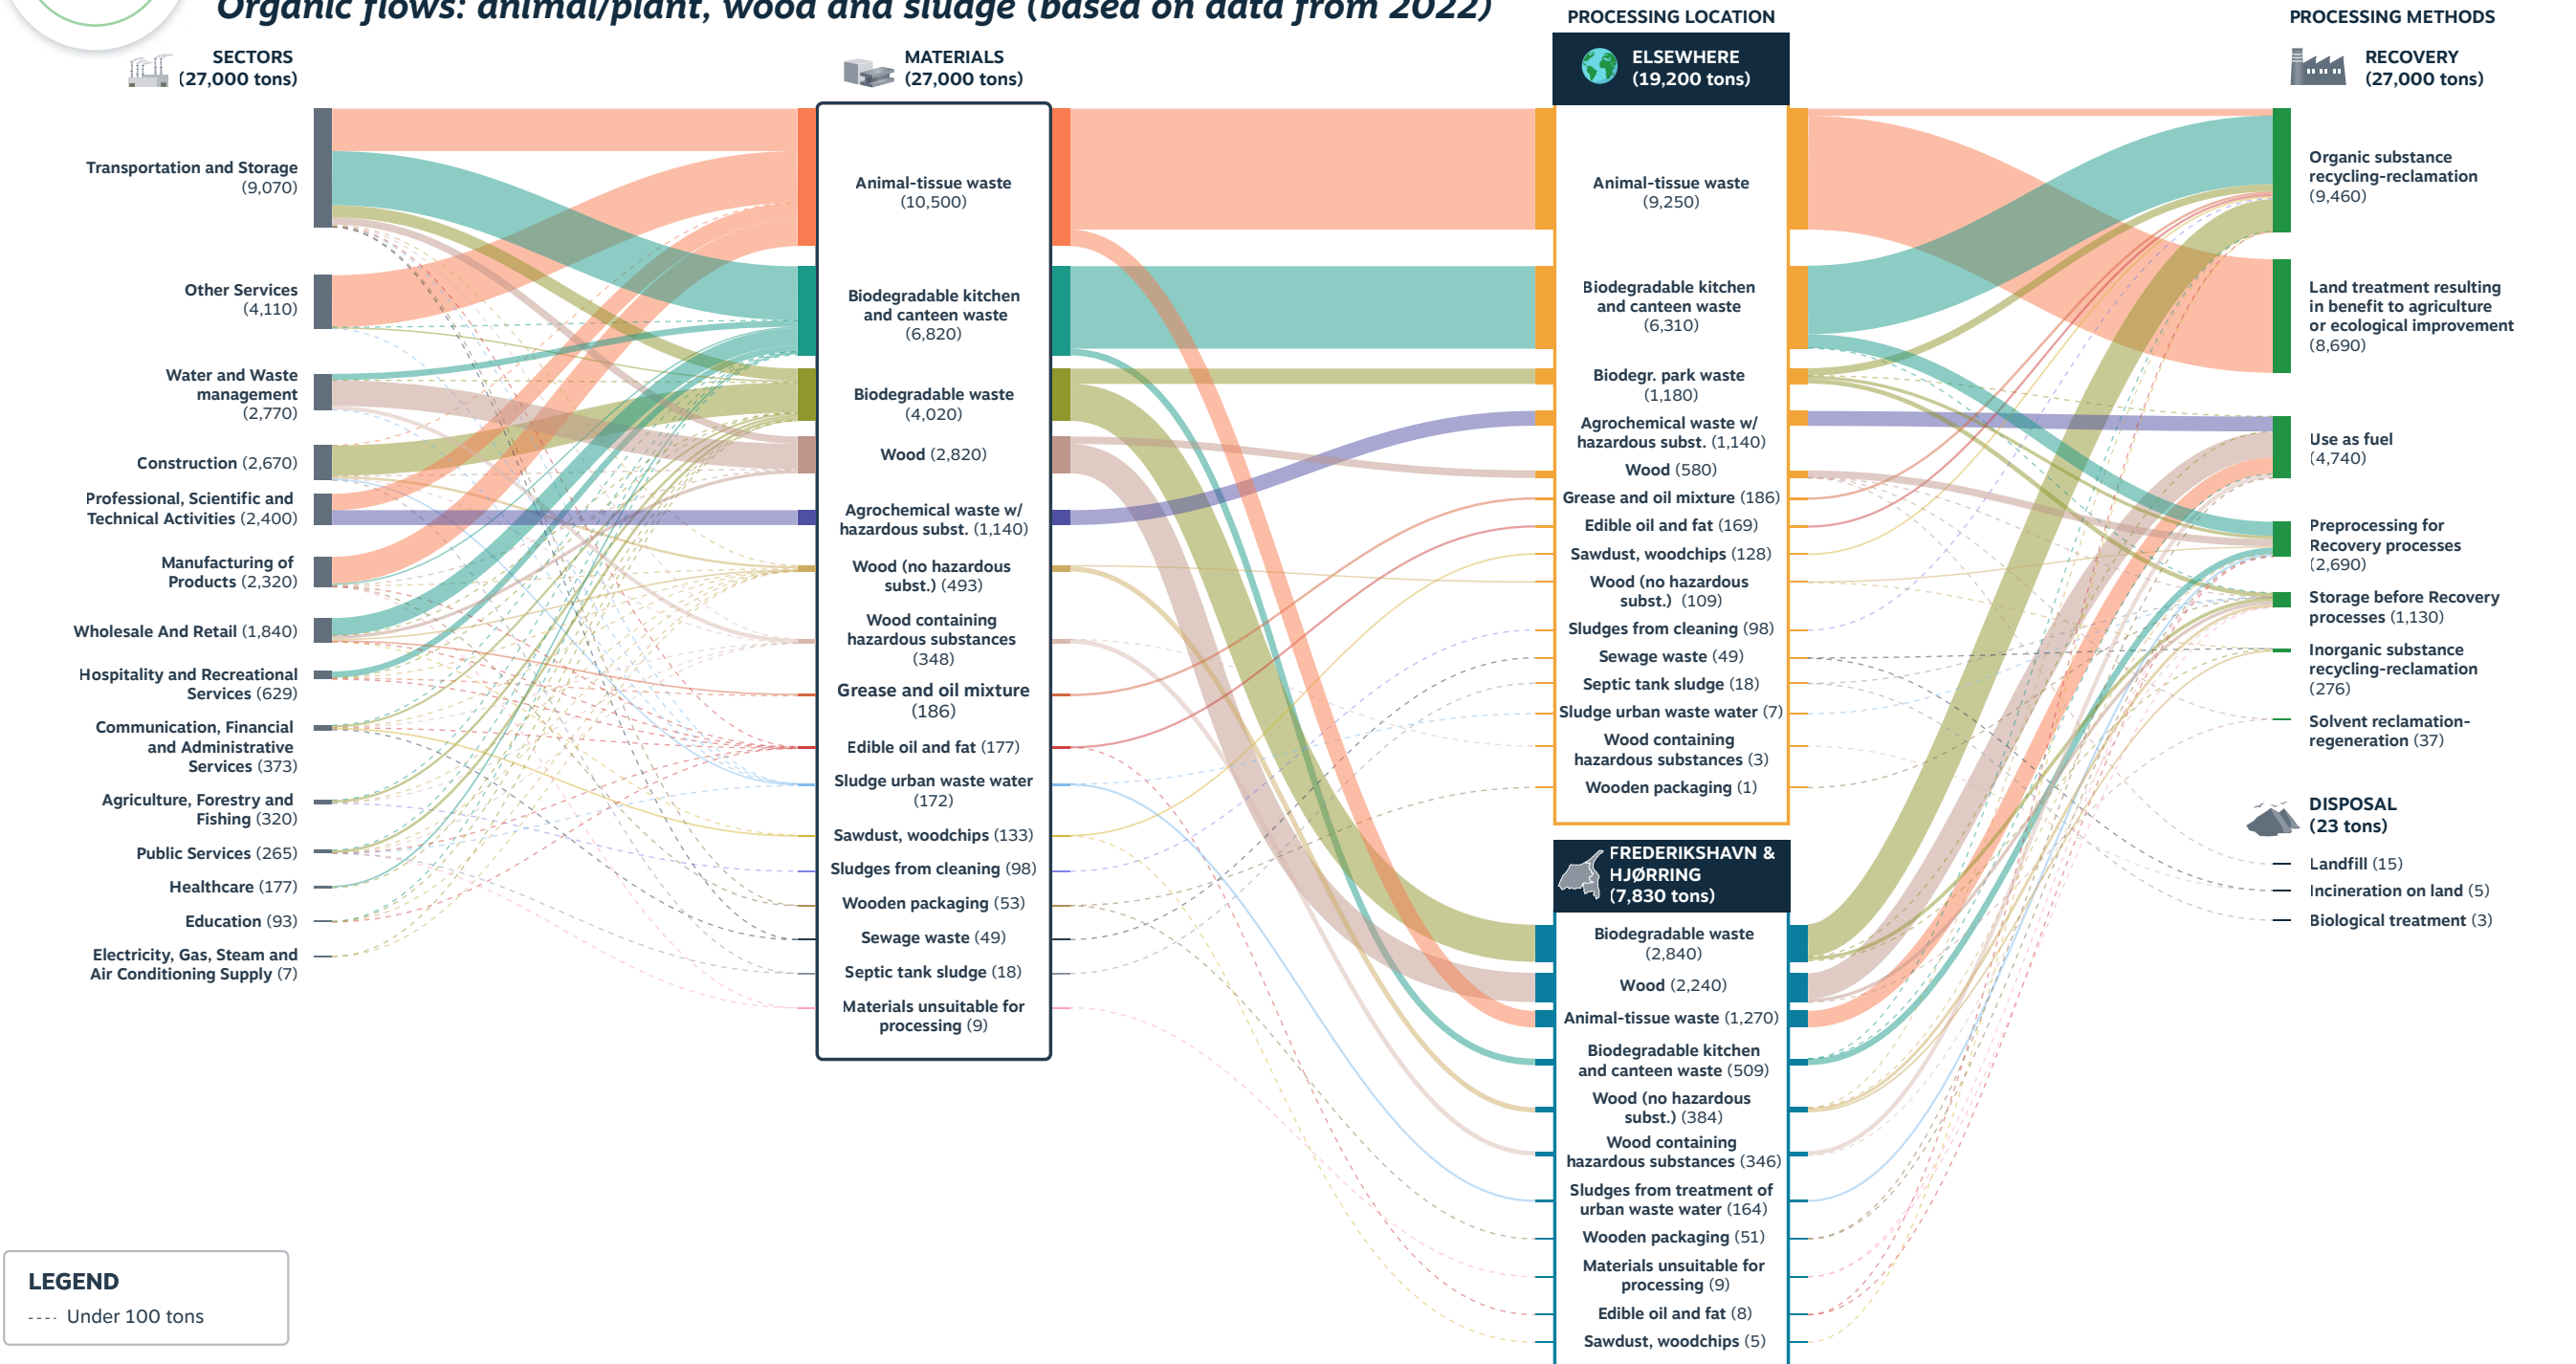 Organic flows: animal/plant, wood and sludge (based on data from 2022)
SECTORS
(27,000 tons)
Transportation and Storage
(9,070)
Other Services
(4,110)
Water and Waste
management
(2,770)
Construction (2,670)
Professional, Scientific and
Technical Activities (2,400)
Manufacturing of
Products (2,320)
Wholesale And Retail (1,840)
Hospitality and Recreational
Services (629)
Communication, Financial
and Administrative
Services (373)
Agriculture, Forestry and
Fishing (320)
Public Services (265)
Healthcare (177)
Education (93)
Electricity, Gas, Steam and
Air Conditioning Supply (7)
MATERIALS
(27,000 tons)
Animal-tissue waste
(10,500)
Biodegradable kitchen
and canteen waste
(6,820)
Biodegradable waste
(4,020)
Wood (2,820)
Agrochemical waste w/
hazardous subst. (1,140)
Wood (no hazardous
subst.) (493)
Wood containing
hazardous substances
(348)
Grease and oil mixture
(186)
Edible oil and fat (177)
Sludge urban waste water
(172)
Sawdust, woodchips (133)
Sludges from cleaning (98)
Wooden packaging (53)
Sewage waste (49)
Septic tank sludge (18)
Materials unsuitable for
processing (9)
PROCESSING LOCATION
ELSEWHERE
(19,200 tons)
Animal-tissue waste
(9,250)
Biodegradable kitchen
and canteen waste
(6,310)
Biodegr. park waste
(1,180)
Agrochemical waste w/
hazardous subst. (1,140)
Wood (580)
Grease and oil mixture (186)
Edible oil and fat (169)
Sawdust, woodchips (128)
Wood (no hazardous
subst.) (109)
Sludges from cleaning (98)
Sewage waste (49)
Septic tank sludge (18)
Sludge urban waste water (7)
Wood containing
hazardous substances (3)
Wooden packaging (1)
FREDERIKSHAVN &
HJØRRING
(7,830 tons)
Biodegradable waste
(2,840)
Wood (2,240)
Animal-tissue waste (1,270)
Biodegradable kitchen
and canteen waste (509)
Wood (no hazardous
subst.) (384)
Wood containing
hazardous substances (346)
Sludges from treatment of
urban waste water (164)
Wooden packaging (51)
Materials unsuitable for
processing (9)
Edible oil and fat (8)
Sawdust, woodchips (5)
PROCESSING METHODS
RECOVERY
(27,000 tons)
Organic substance
recycling-reclamation
(9,460)
Land treatment resulting
in benefit to agriculture
or ecological improvement
(8,690)
Use as fuel
(4,740)
Preprocessing for
Recovery processes
(2,690)
Storage before Recovery
processes (1,130)
Inorganic substance
recycling-reclamation
(276)
Solvent reclamation-
regeneration (37)
DISPOSAL
(23 tons)
Landfill (15)
Incineration on land (5)
Biological treatment (3)
LEGEND
Under 100 tons